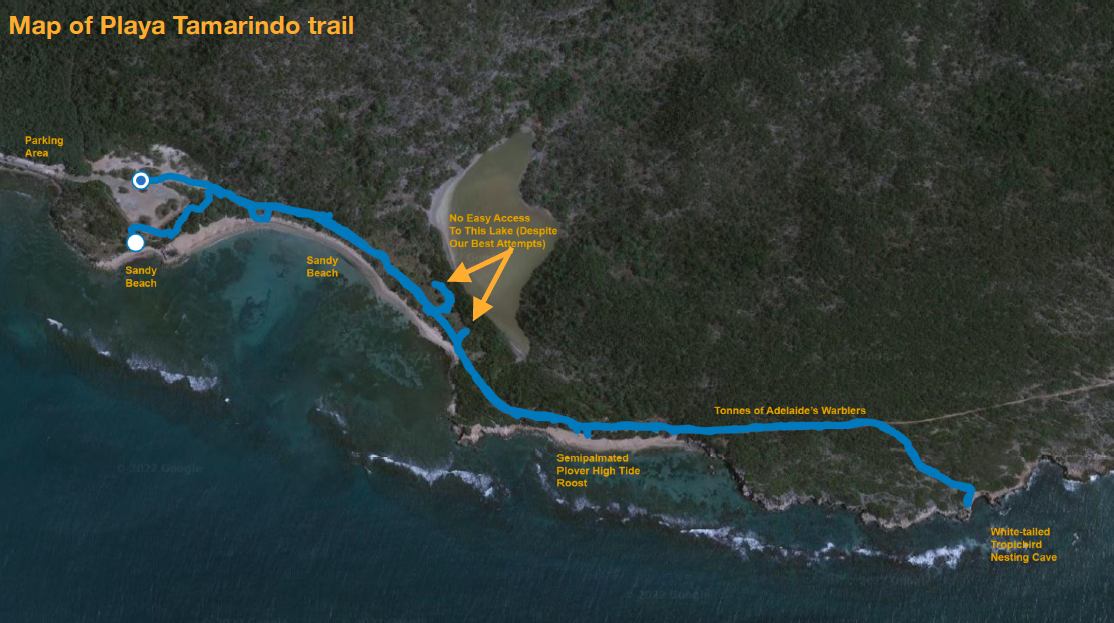 Map of Playa Tamarindo trail
Parking
Area
No Easy Access
To This Lake (Despite
Our Best Attempts)
Sandy
Beach
Sandy
Beach
Tonnes of Adelaide's Warblers
Semipalmated
Plover High Tide
Roost
White-tailed
Tropicbird
Nesting Cave
© 2022 Google
© 2022 Google